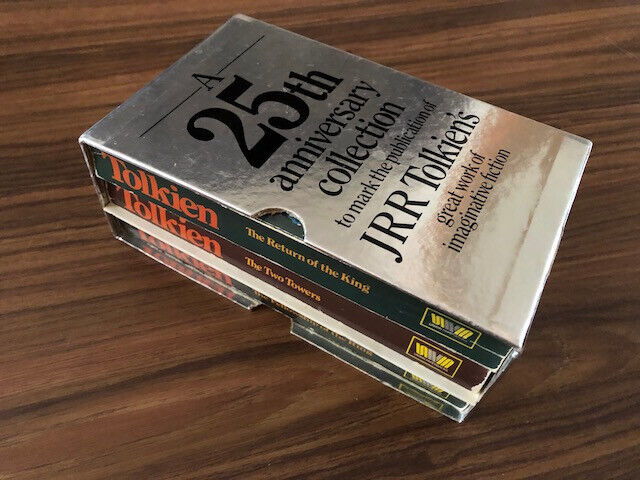 A
25th
anniversary
collection
to mark the publication of
JRR Tolkien's
great work of
imaginative fiction
Tolkien The Return of the King
Tolkien The Two Towers
Tolkien